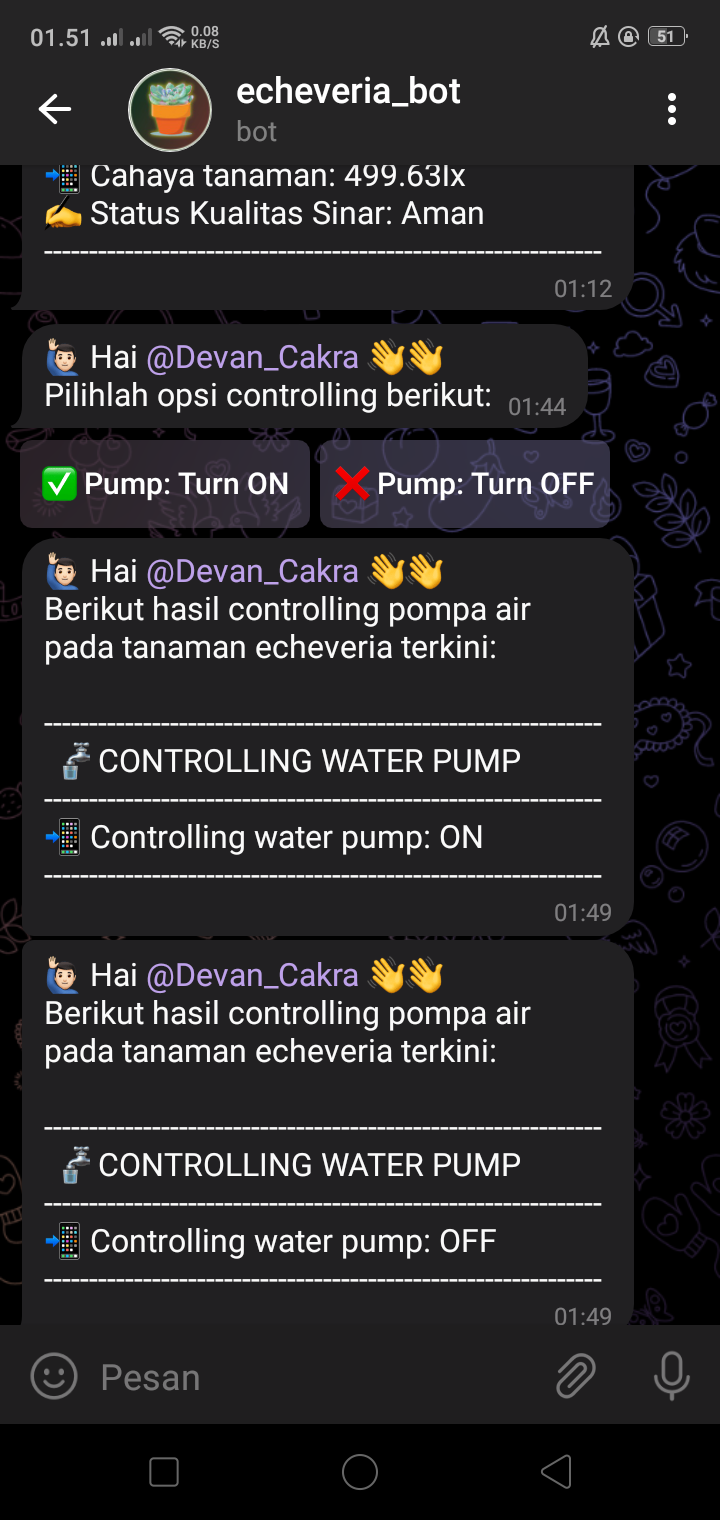 01.51 0.08 KB/S 51
echeveria_bot
bot
Cahaya tanaman: 499.63lx
Status Kualitas Sinar: Aman
--------------------------------------------------------------
01:12
Hai @Devan_Cakra
Pilihlah opsi controlling berikut: 01:44
Pump: Turn ON Pump: Turn OFF
Hai @Devan_Cakra
Berikut hasil controlling pompa air
pada tanaman echeveria terkini:
--------------------------------------------------------------
CONTROLLING WATER PUMP
--------------------------------------------------------------
Controlling water pump: ON
--------------------------------------------------------------
01:49
Hai @Devan_Cakra
Berikut hasil controlling pompa air
pada tanaman echeveria terkini:
--------------------------------------------------------------
CONTROLLING WATER PUMP
--------------------------------------------------------------
Controlling water pump: OFF
--------------------------------------------------------------
01:49
Pesan